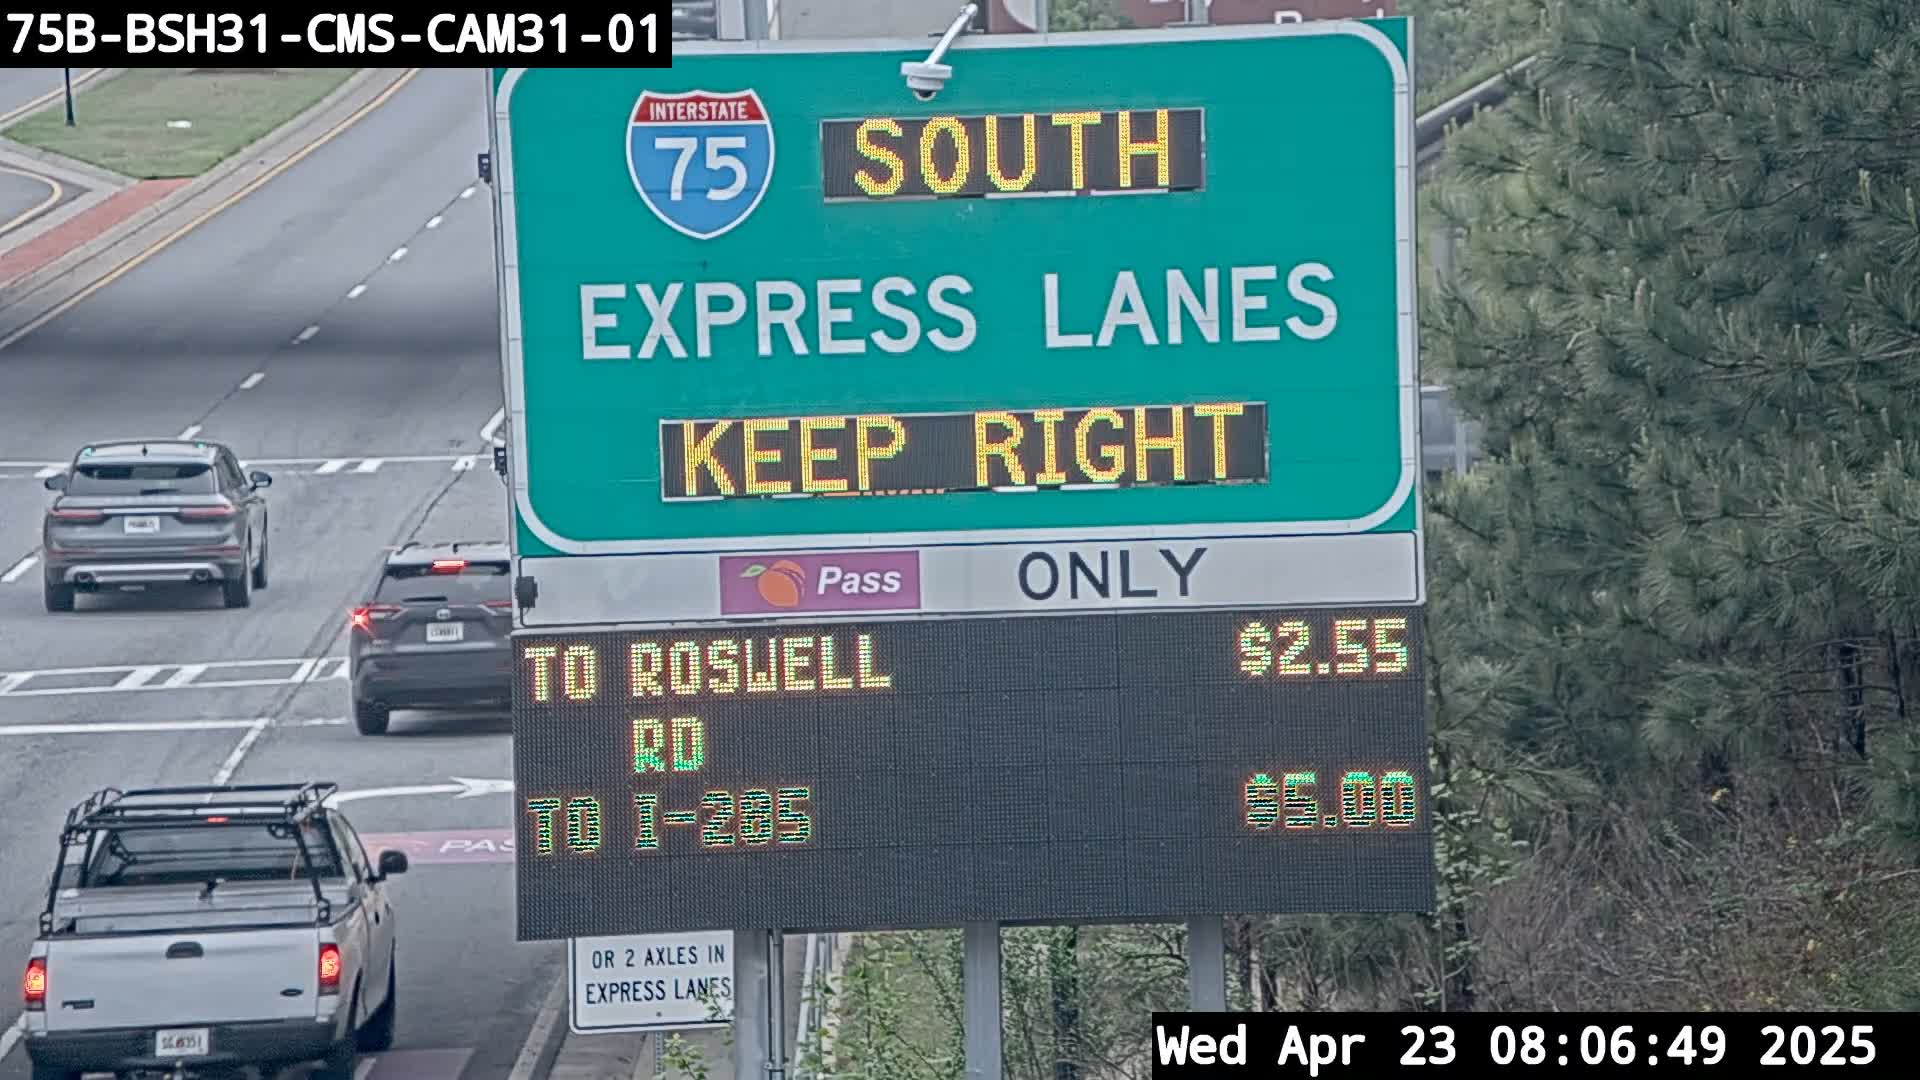 75B-BSH31-CMS-CAM31-01
INTERSTATE
75
SOUTH
EXPRESS LANES
KEEP RIGHT
Pass
ONLY
TO ROSWELL $2.55
RD
TO I-285 $5.00
OR 2 AXLES IN
EXPRESS LANES
Wed Apr 23 08:06:49 2025